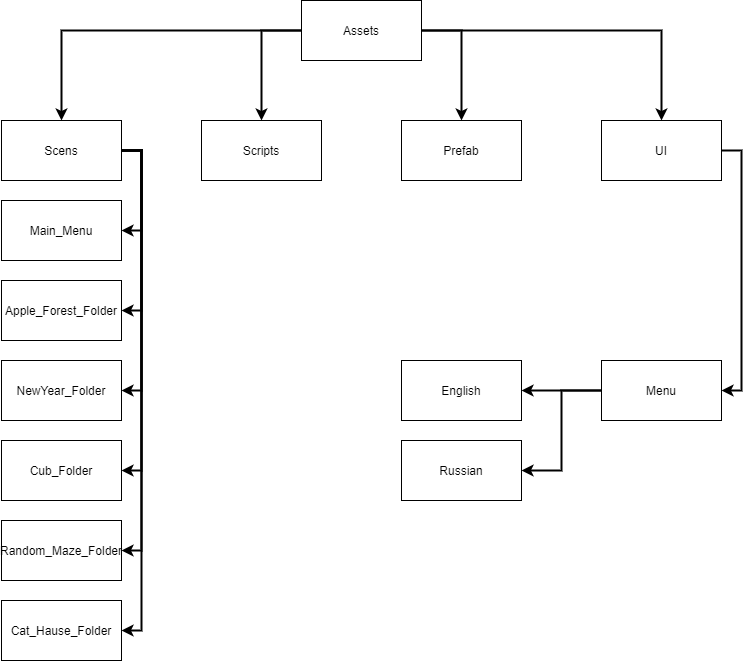 Assets
Scens
Scripts
Prefab
UI
Main_Menu
Apple_Forest_Folder
NewYear_Folder
English
Menu
Cub_Folder
Russian
Random_Maze_Folder
Cat_Hause_Folder